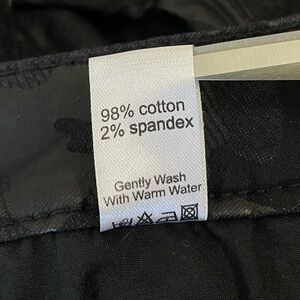 98% cotton
2% spandex
Gently Wash
With Warm Water